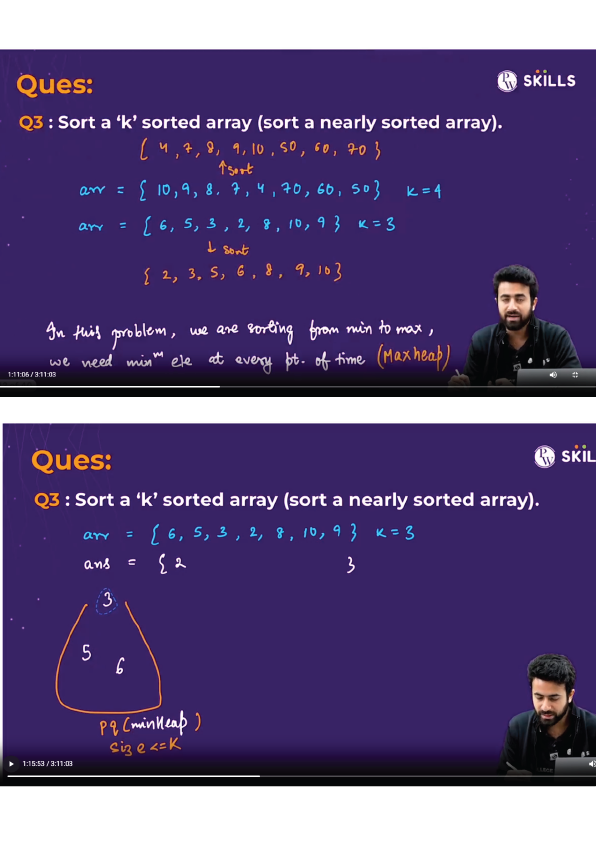 Ques:
PW SKILLS
Q3 : Sort a ‘k’ sorted array (sort a nearly sorted array).
{ 4, 7, 8, 9, 10, 50, 60, 70 }
↑ sort
arr = { 10, 9, 8, 7, 4, 70, 60, 50 } K=4
arr = { 6, 5, 3, 2, 8, 10, 9 } K=3
↓ sort
{ 2, 3, 5, 6, 8, 9, 10 }
In this problem, we are sorting from min to max,
we need minᵐ ele at every pt. of time (Maxheap)
1:11:06 / 3:11:03
Ques:
PW SKIL
Q3 : Sort a ‘k’ sorted array (sort a nearly sorted array).
arr = { 6, 5, 3, 2, 8, 10, 9 } K=3
ans = { 2 }
3
5
6
pq (minHeap)
size <= K
1:15:53 / 3:11:03